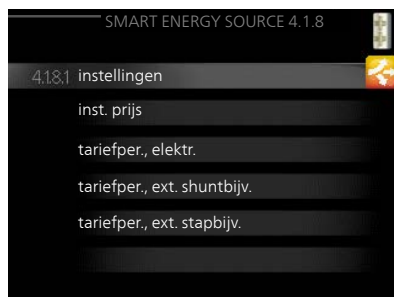 SMART ENERGY SOURCE 4.1.8
4.1.8.1 instellingen
inst. prijs
tariefper., elektr.
tariefper., ext. shuntbijv.
tariefper., ext. stapbijv.